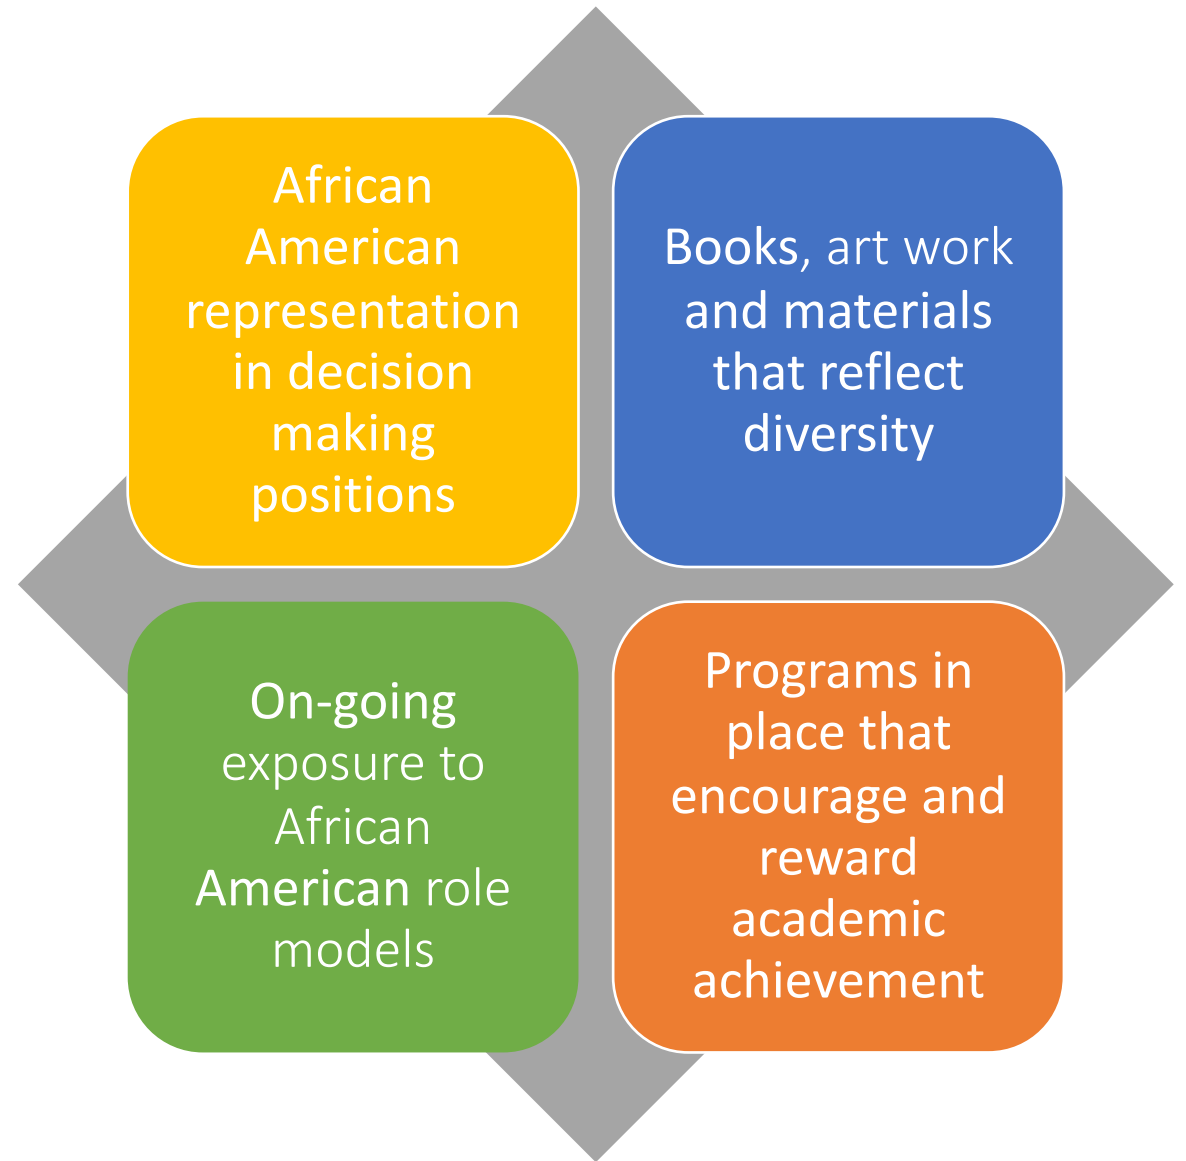 African
American
representation
in decision
making
positions
Books, art work
and materials
that reflect
diversity
On-going
exposure to
African
American role
models
Programs in
place that
encourage and
reward
academic
achievement